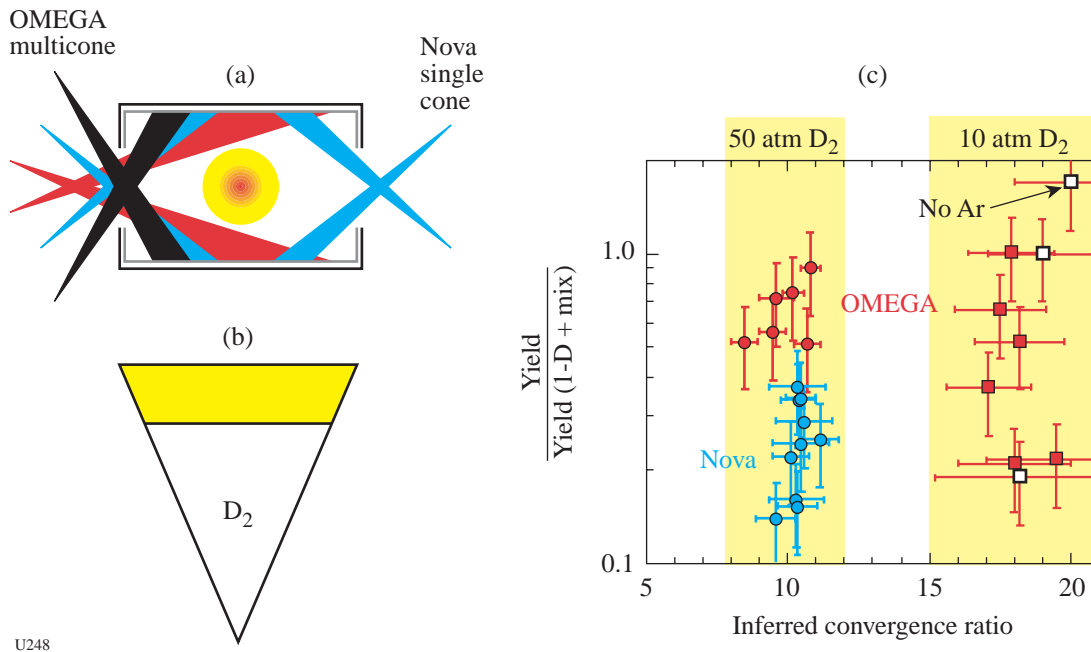 OMEGA
multicone
(a)
Nova
single
cone
(b)
D2
U248
(c)
50 atm D2
10 atm D2
No Ar
OMEGA
Nova
Yield
Yield (1-D + mix)
1.0
0.1
5
10
15
20
Inferred convergence ratio